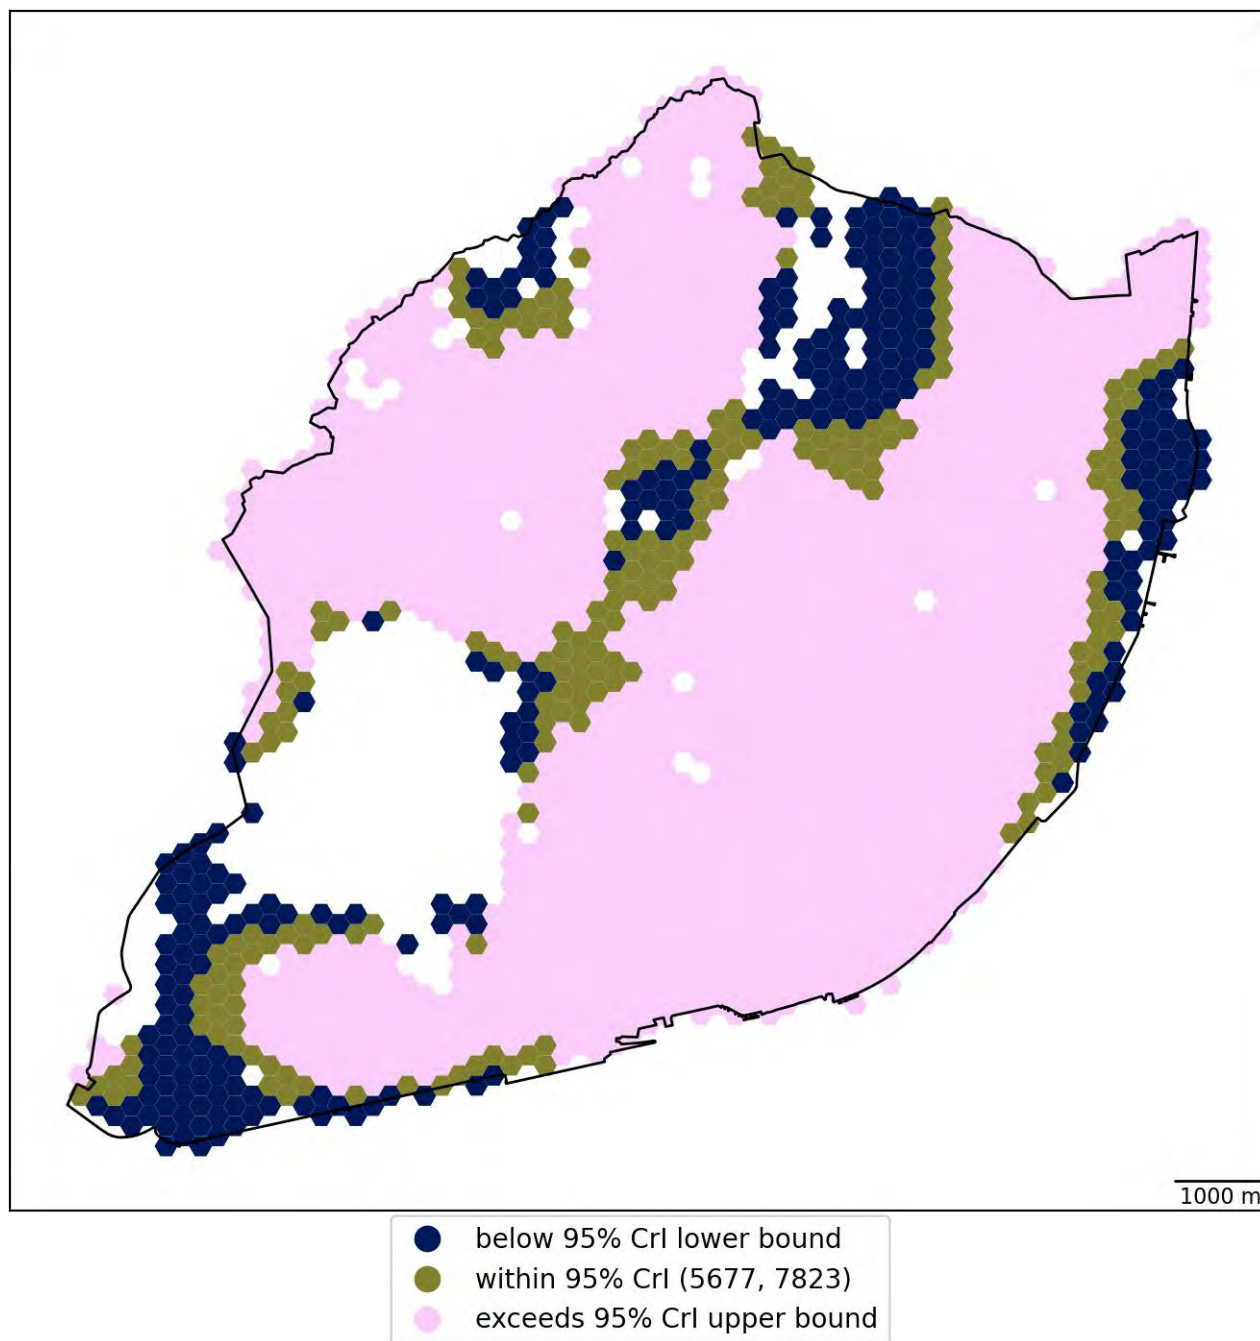 1000 m
below 95% CrI lower bound
within 95% CrI (5677, 7823)
exceeds 95% CrI upper bound